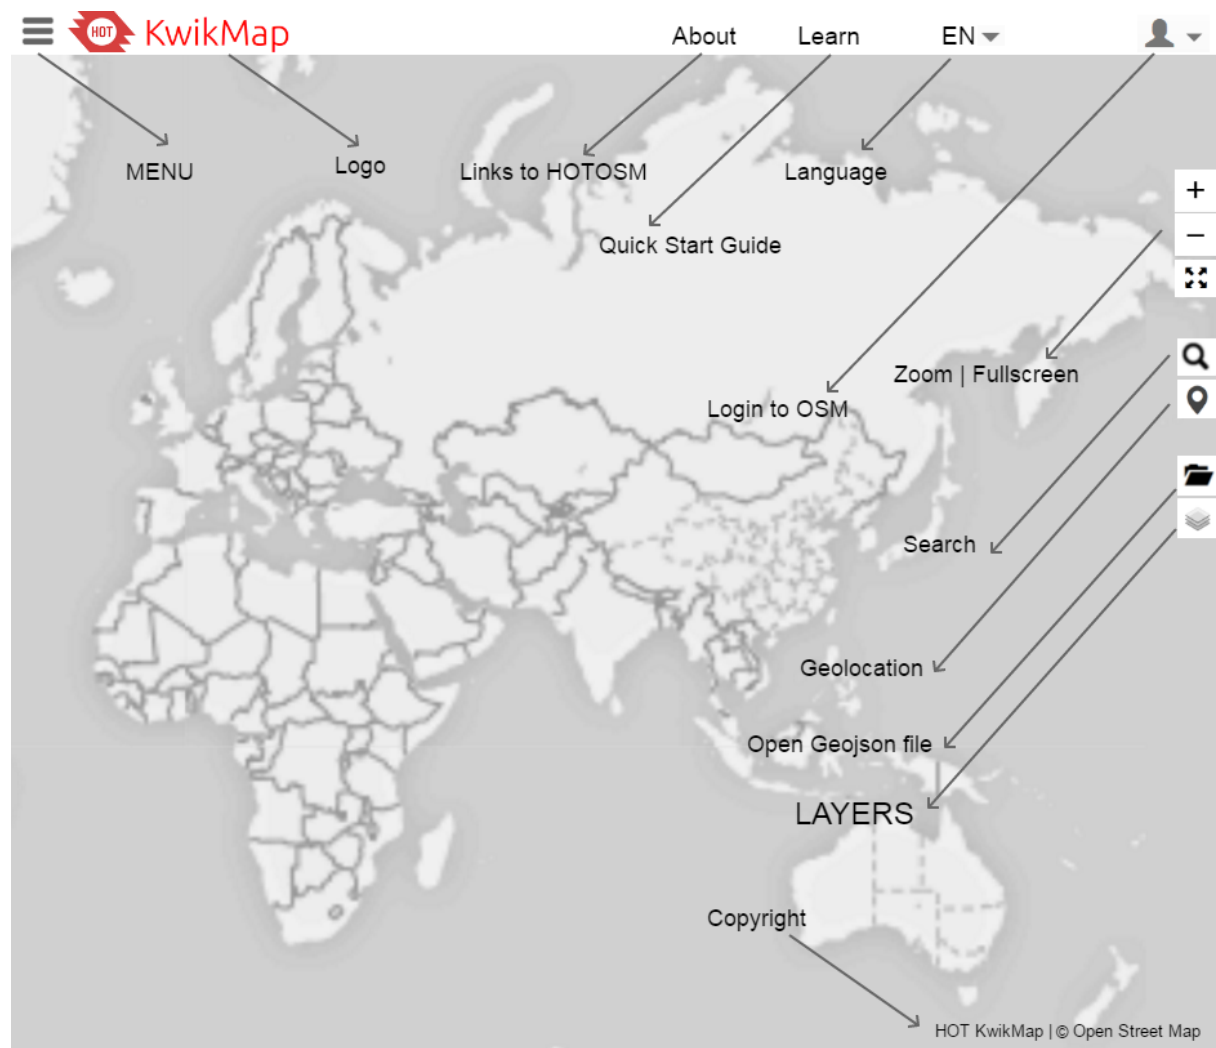 HOT KwikMap
About
Learn
EN
MENU
Logo
Links to HOTOSM
Language
+
Quick Start Guide
−
Zoom | Fullscreen
Login to OSM
Search
Geolocation
Open Geojson file
LAYERS
Copyright
HOT KwikMap | © Open Street Map